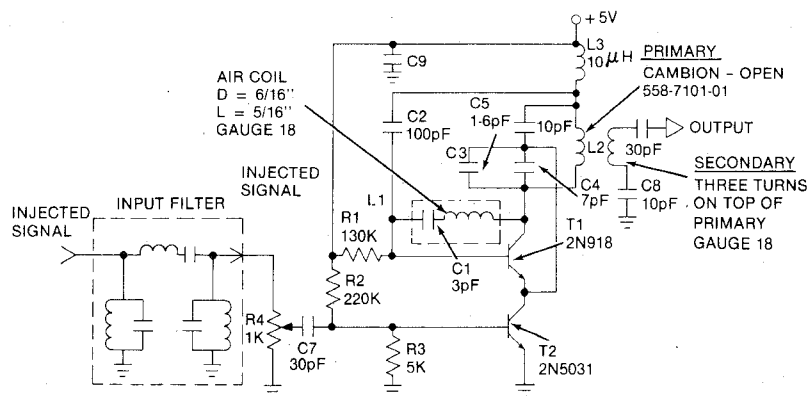 + 5V
L3
10 μH
PRIMARY
CAMBION - OPEN
558-7101-01
C9
AIR COIL
D = 6/16"
L = 5/16"
GAUGE 18
C2
100pF
C5
1-6pF
10pF
L2
OUTPUT
30pF
C3
C4
7pF
C8
10pF
SECONDARY
THREE TURNS
ON TOP OF
PRIMARY
GAUGE 18
INJECTED
SIGNAL
L1
INJECTED
SIGNAL
INPUT FILTER
R1
130K
C1
3pF
T1
2N918
R2
220K
R4
1K
C7
30pF
R3
5K
T2
2N5031